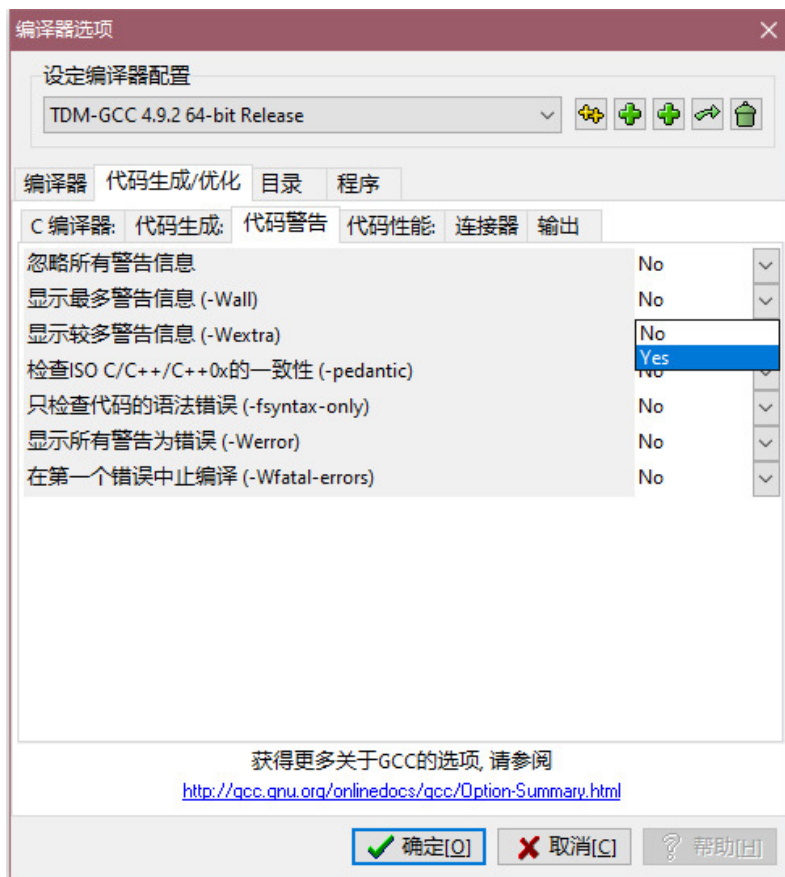 编译器选项
设定编译器配置
TDM-GCC 4.9.2 64-bit Release
编译器 代码生成/优化 目录 程序
C 编译器: 代码生成: 代码警告 代码性能: 连接器 输出
忽略所有警告信息 No
显示最多警告信息 (-Wall) No
显示较多警告信息 (-Wextra) No
Yes
检查ISO C/C++/C++0x的一致性 (-pedantic) No
只检查代码的语法错误 (-fsyntax-only) No
显示所有警告为错误 (-Werror) No
在第一个错误中止编译 (-Wfatal-errors) No
获得更多关于GCC的选项, 请参阅
http://gcc.gnu.org/onlinedocs/gcc/Option-Summary.html
确定[O] 取消[C] 帮助[H]